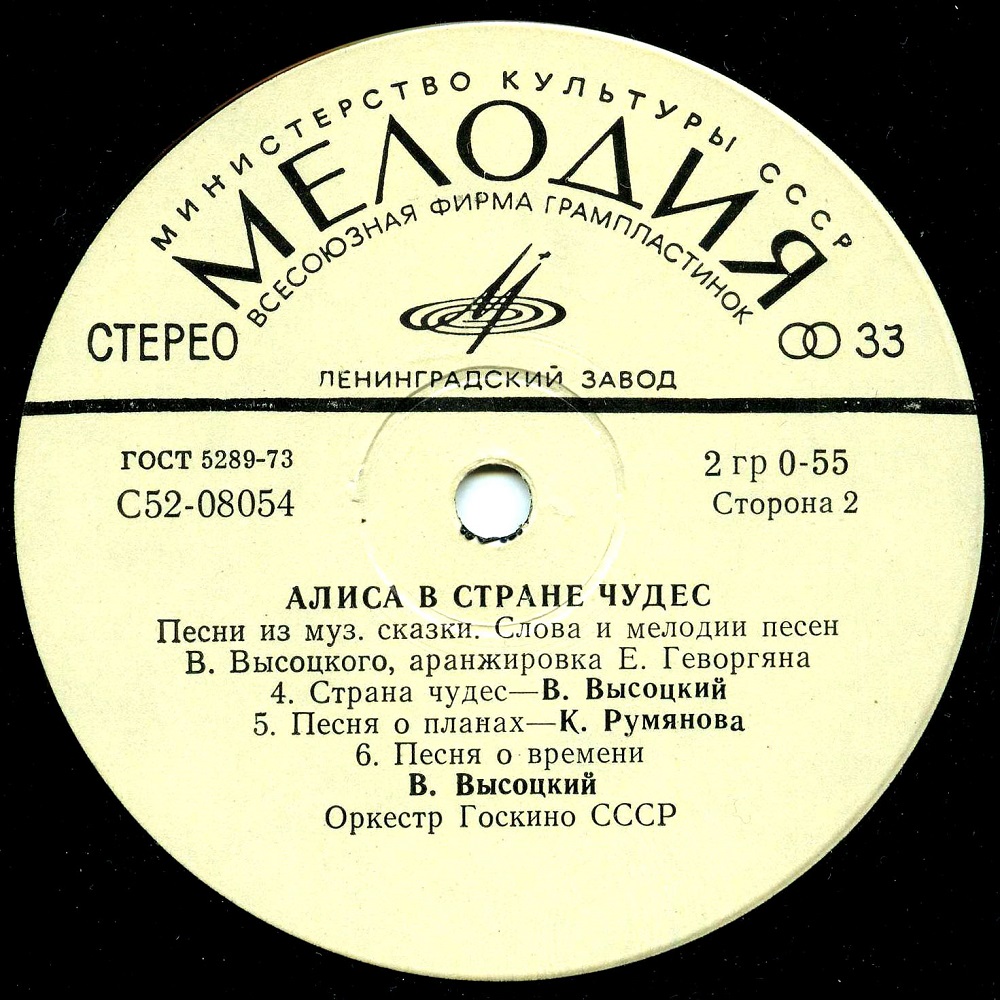 МИНИСТЕРСТВО КУЛЬТУРЫ СССР
МЕЛОДИЯ
ВСЕСОЮЗНАЯ ФИРМА ГРАМПЛАСТИНОК
СТЕРЕО
33
ЛЕНИНГРАДСКИЙ ЗАВОД
ГОСТ 5289-73
2 гр 0-55
С52-08054
Сторона 2
АЛИСА В СТРАНЕ ЧУДЕС
Песни из муз. сказки. Слова и мелодии песен
В. Высоцкого, аранжировка Е. Геворгяна
4. Страна чудес—В. Высоцкий
5. Песня о планах—К. Румянова
6. Песня о времени
В. Высоцкий
Оркестр Госкино СССР